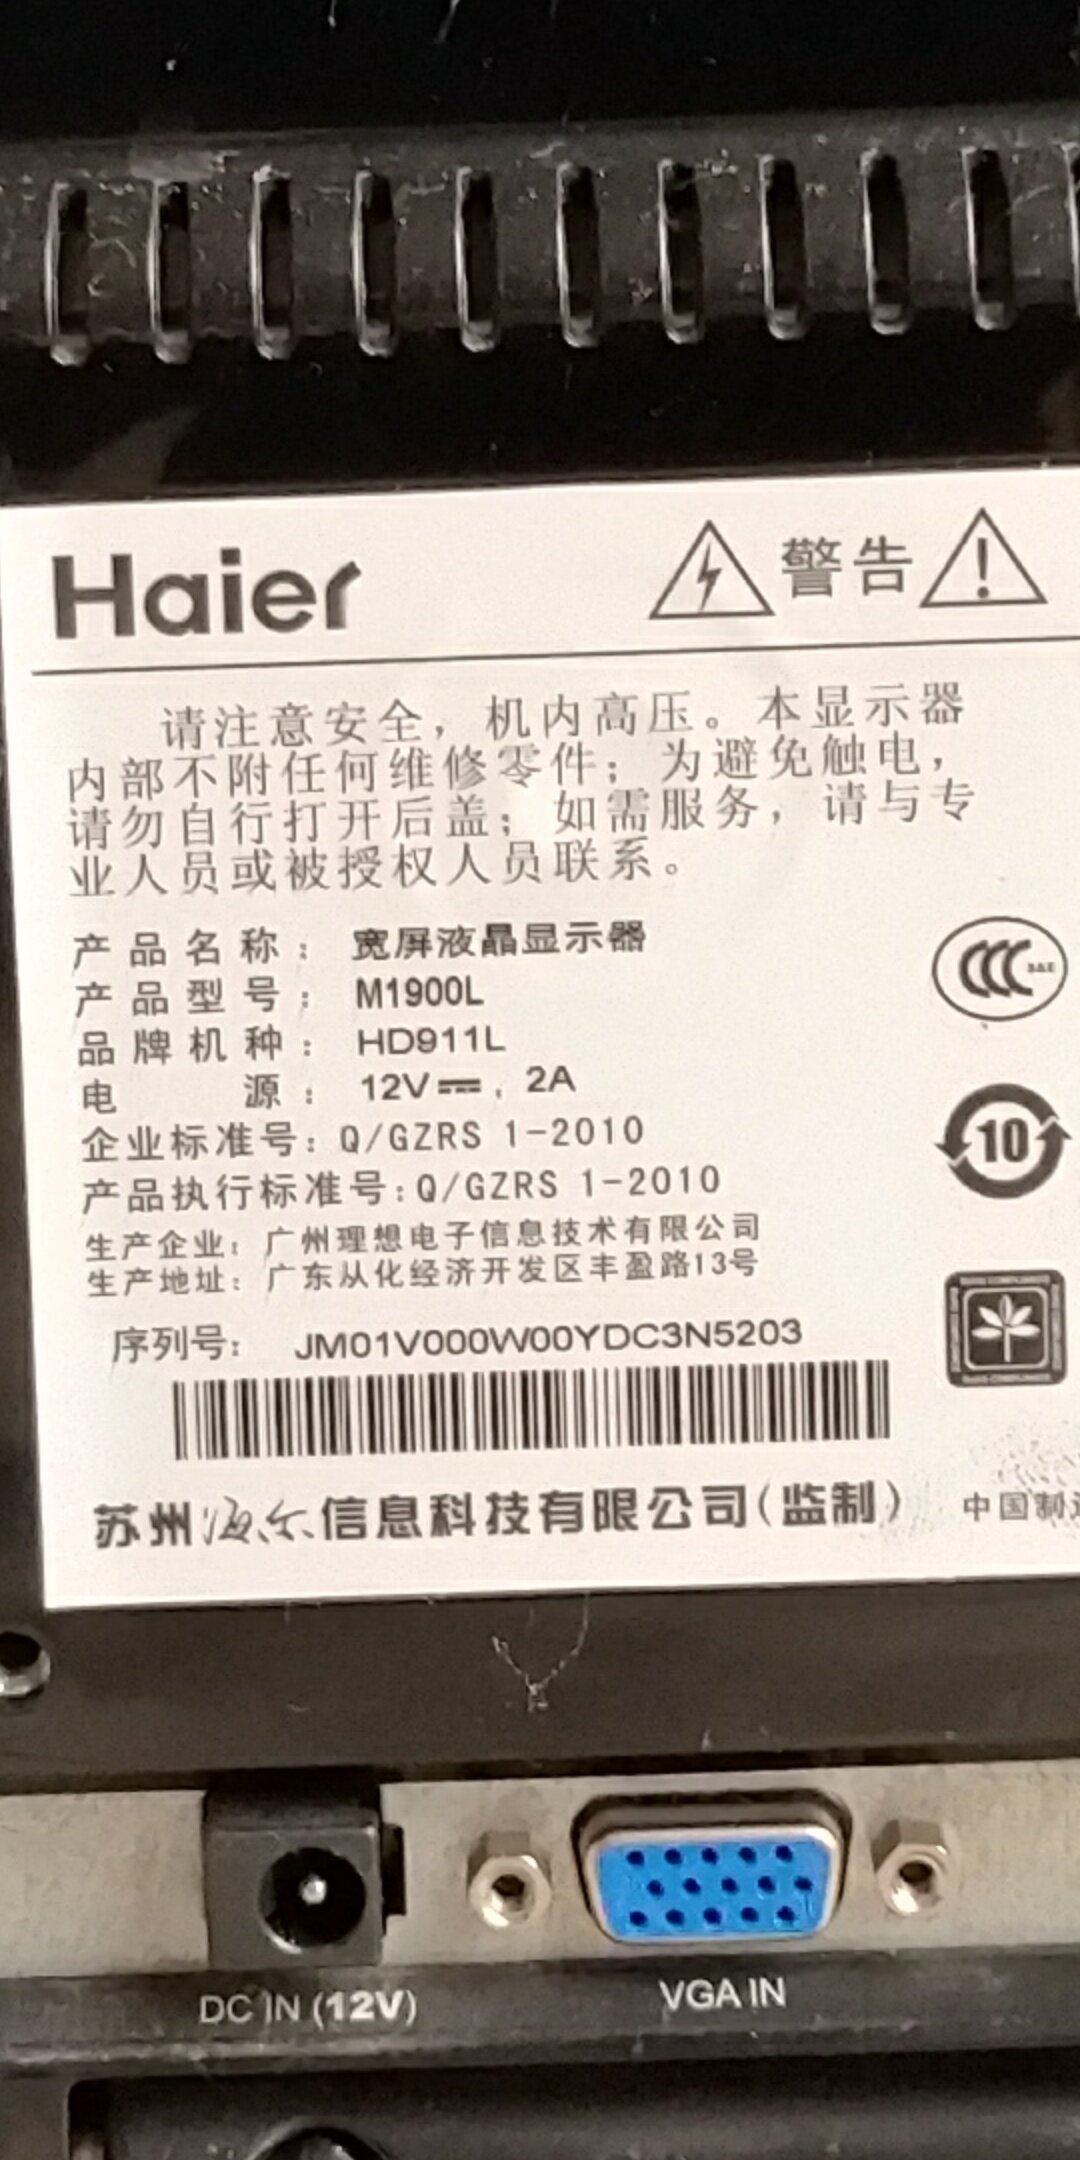 Haier
警告
请注意安全，机内高压。本显示器
内部不附任何维修零件；为避免触电，
请勿自行打开后盖；如需服务，请与专
业人员或被授权人员联系。
产品名称：宽屏液晶显示器
产品型号：M1900L
品牌机种：HD911L
电源：12V⎓，2A
企业标准号：Q/GZRS 1-2010
产品执行标准号：Q/GZRS 1-2010
生产企业：广州理想电子信息技术有限公司
生产地址：广东从化经济开发区丰盈路13号
序列号：JM01V000W00YDC3N5203
CCC
S&E
10
苏州海尔信息科技有限公司(监制)
中国制造
DC IN (12V)
VGA IN